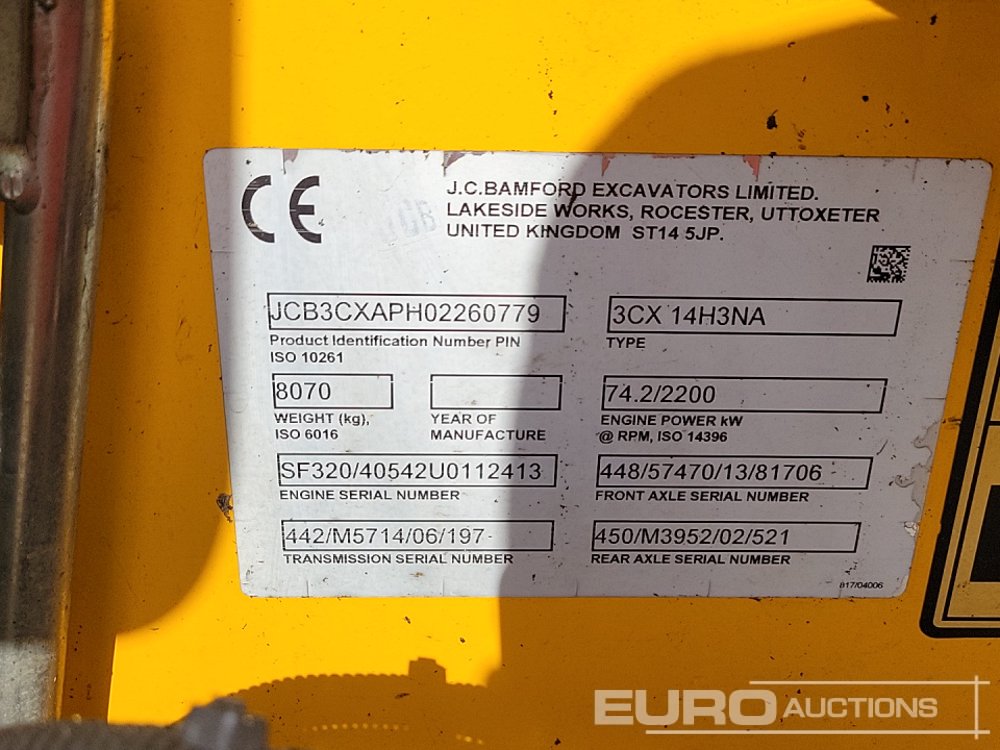 CE
J.C.BAMFORD EXCAVATORS LIMITED.
LAKESIDE WORKS, ROCESTER, UTTOXETER
UNITED KINGDOM ST14 5JP.
JCB3CXAPH02260779
Product Identification Number PIN
ISO 10261
3CX 14H3NA
TYPE
8070
WEIGHT (kg),
ISO 6016
YEAR OF
MANUFACTURE
74.2/2200
ENGINE POWER kW
@ RPM, ISO 14396
SF320/40542U0112413
ENGINE SERIAL NUMBER
448/57470/13/81706
FRONT AXLE SERIAL NUMBER
442/M5714/06/197
TRANSMISSION SERIAL NUMBER
450/M3952/02/521
REAR AXLE SERIAL NUMBER
817/04006
EURO AUCTIONS